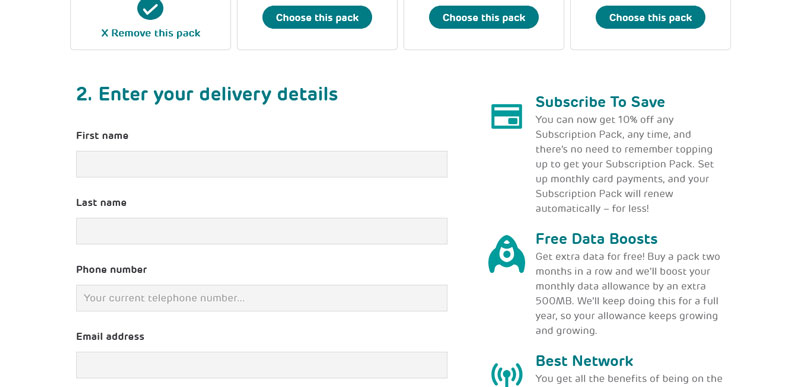 X Remove this pack
Choose this pack
Choose this pack
Choose this pack
2. Enter your delivery details
First name
Last name
Phone number
Your current telephone number...
Email address
Subscribe To Save
You can now get 10% off any
Subscription Pack, any time, and
there's no need to remember topping
up to get your Subscription Pack. Set
up monthly card payments, and your
Subscription Pack will renew
automatically – for less!
Free Data Boosts
Get extra data for free! Buy a pack two
months in a row and we'll boost your
monthly data allowance by an extra
500MB. We'll keep doing this for a full
year, so your allowance keeps growing
and growing.
Best Network
You get all the benefits of being on the